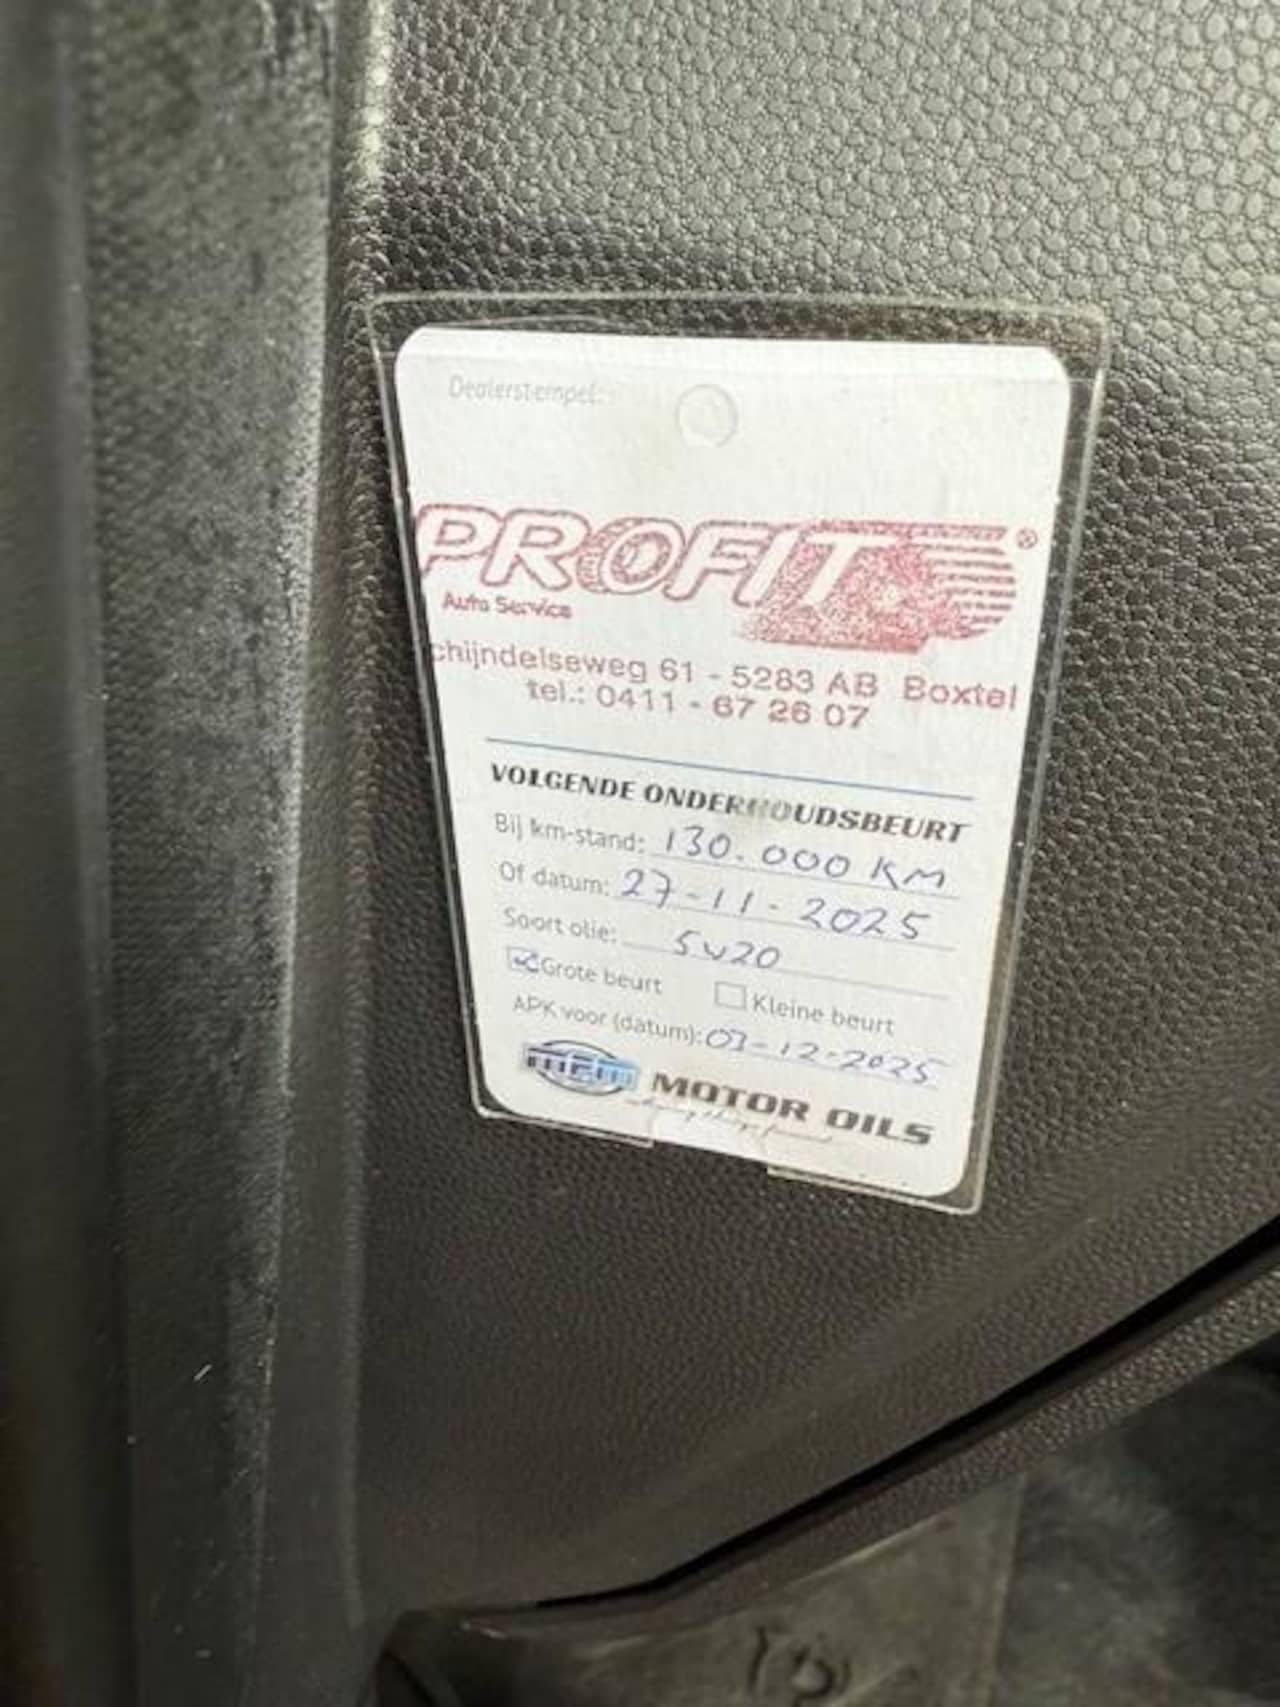 Dealerstempel:
PROFIT ®
Auto Service
chijndelseweg 61 - 5283 AB Boxtel
tel.: 0411 - 67 26 07
VOLGENDE ONDERHOUDSBEURT
Bij km-stand: 130.000 KM
Of datum: 27-11-2025
Soort olie: 5w20
Grote beurt Kleine beurt
APK voor (datum): 03-12-2025
mpm MOTOR OILS